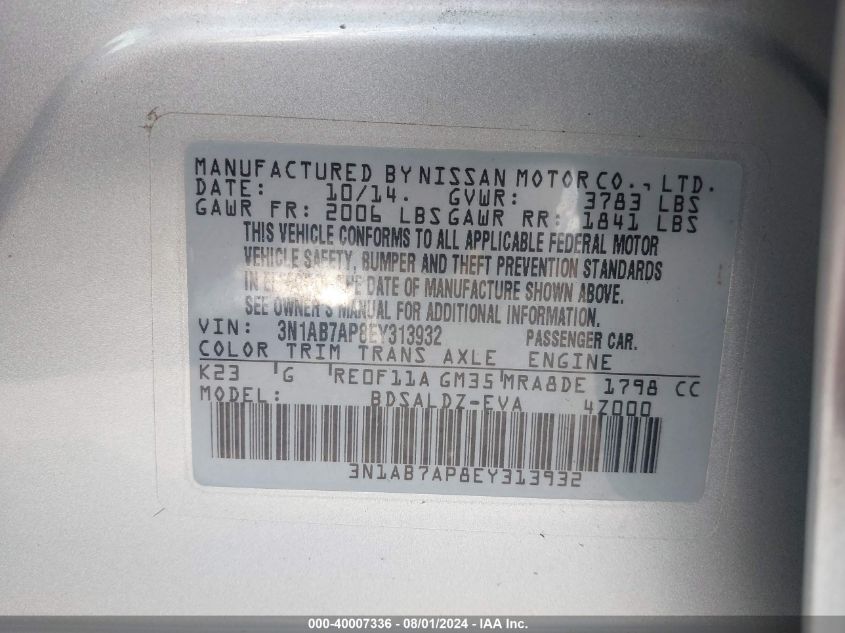 MANUFACTURED BY NISSAN MOTOR CO., LTD.
DATE: 10/14. GVWR: 3783 LBS
GAWR FR: 2006 LBS GAWR RR: 1841 LBS
THIS VEHICLE CONFORMS TO ALL APPLICABLE FEDERAL MOTOR
VEHICLE SAFETY, BUMPER AND THEFT PREVENTION STANDARDS
IN DATE OF MANUFACTURE SHOWN ABOVE.
SEE OWNER'S MANUAL FOR ADDITIONAL INFORMATION.
VIN: 3N1AB7AP8EY313932 PASSENGER CAR.
COLOR TRIM TRANS AXLE ENGINE
K23 G RE0F11A GM35 MRA8DE 1798 CC
MODEL: BDSALDZ-EVA 4Z000
3N1AB7AP8EY313932
000-40007336 - 08/01/2024 - IAA Inc.